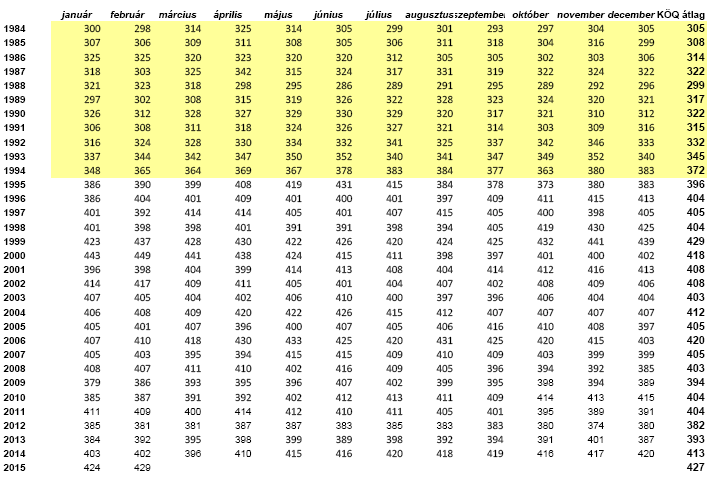 január február március április május június július augusztus szeptember október november december KÖQ átlag
1984 300 298 314 325 314 305 299 301 293 297 304 305 305
1985 307 306 309 311 308 305 306 311 318 304 316 299 308
1986 325 325 320 323 320 320 312 305 305 302 303 306 314
1987 318 303 325 342 315 324 317 331 319 322 324 322 322
1988 321 323 318 298 295 286 289 291 295 289 292 296 299
1989 297 302 308 315 319 326 322 328 323 324 320 321 317
1990 326 312 328 327 329 330 329 320 317 321 310 312 322
1991 306 308 311 318 324 326 327 321 314 303 309 316 315
1992 316 324 328 330 334 332 341 325 337 342 346 333 332
1993 337 344 342 347 350 352 340 341 347 349 352 340 345
1994 348 365 364 369 367 378 383 384 377 363 380 383 372
1995 386 390 399 408 419 431 415 384 378 373 380 383 396
1996 386 404 401 409 401 400 401 397 409 411 415 413 404
1997 401 392 414 414 405 401 407 415 405 400 398 405 405
1998 401 398 398 401 391 391 398 394 405 419 430 425 404
1999 423 437 428 430 422 426 420 424 425 432 441 439 429
2000 443 449 441 438 424 415 411 398 397 401 400 402 418
2001 396 398 404 399 414 413 408 404 414 412 416 413 408
2002 414 417 409 411 405 401 404 407 402 408 409 406 408
2003 407 405 404 402 406 410 400 397 396 406 404 404 403
2004 406 408 409 420 422 426 415 412 407 407 407 407 412
2005 405 401 407 396 400 407 405 406 416 410 408 397 405
2006 407 410 418 430 433 425 420 431 425 420 415 403 420
2007 405 403 395 394 415 415 409 410 409 403 399 399 405
2008 408 407 411 410 402 416 409 405 396 394 392 385 403
2009 379 386 393 395 396 407 402 399 395 398 394 389 394
2010 385 387 391 392 402 412 413 411 409 414 413 415 404
2011 411 409 400 414 412 410 411 405 401 395 389 391 404
2012 385 381 381 387 387 383 385 383 383 380 374 380 382
2013 384 392 395 398 399 389 398 392 394 391 401 387 393
2014 403 402 396 410 415 416 420 418 419 416 417 420 413
2015 424 429 427